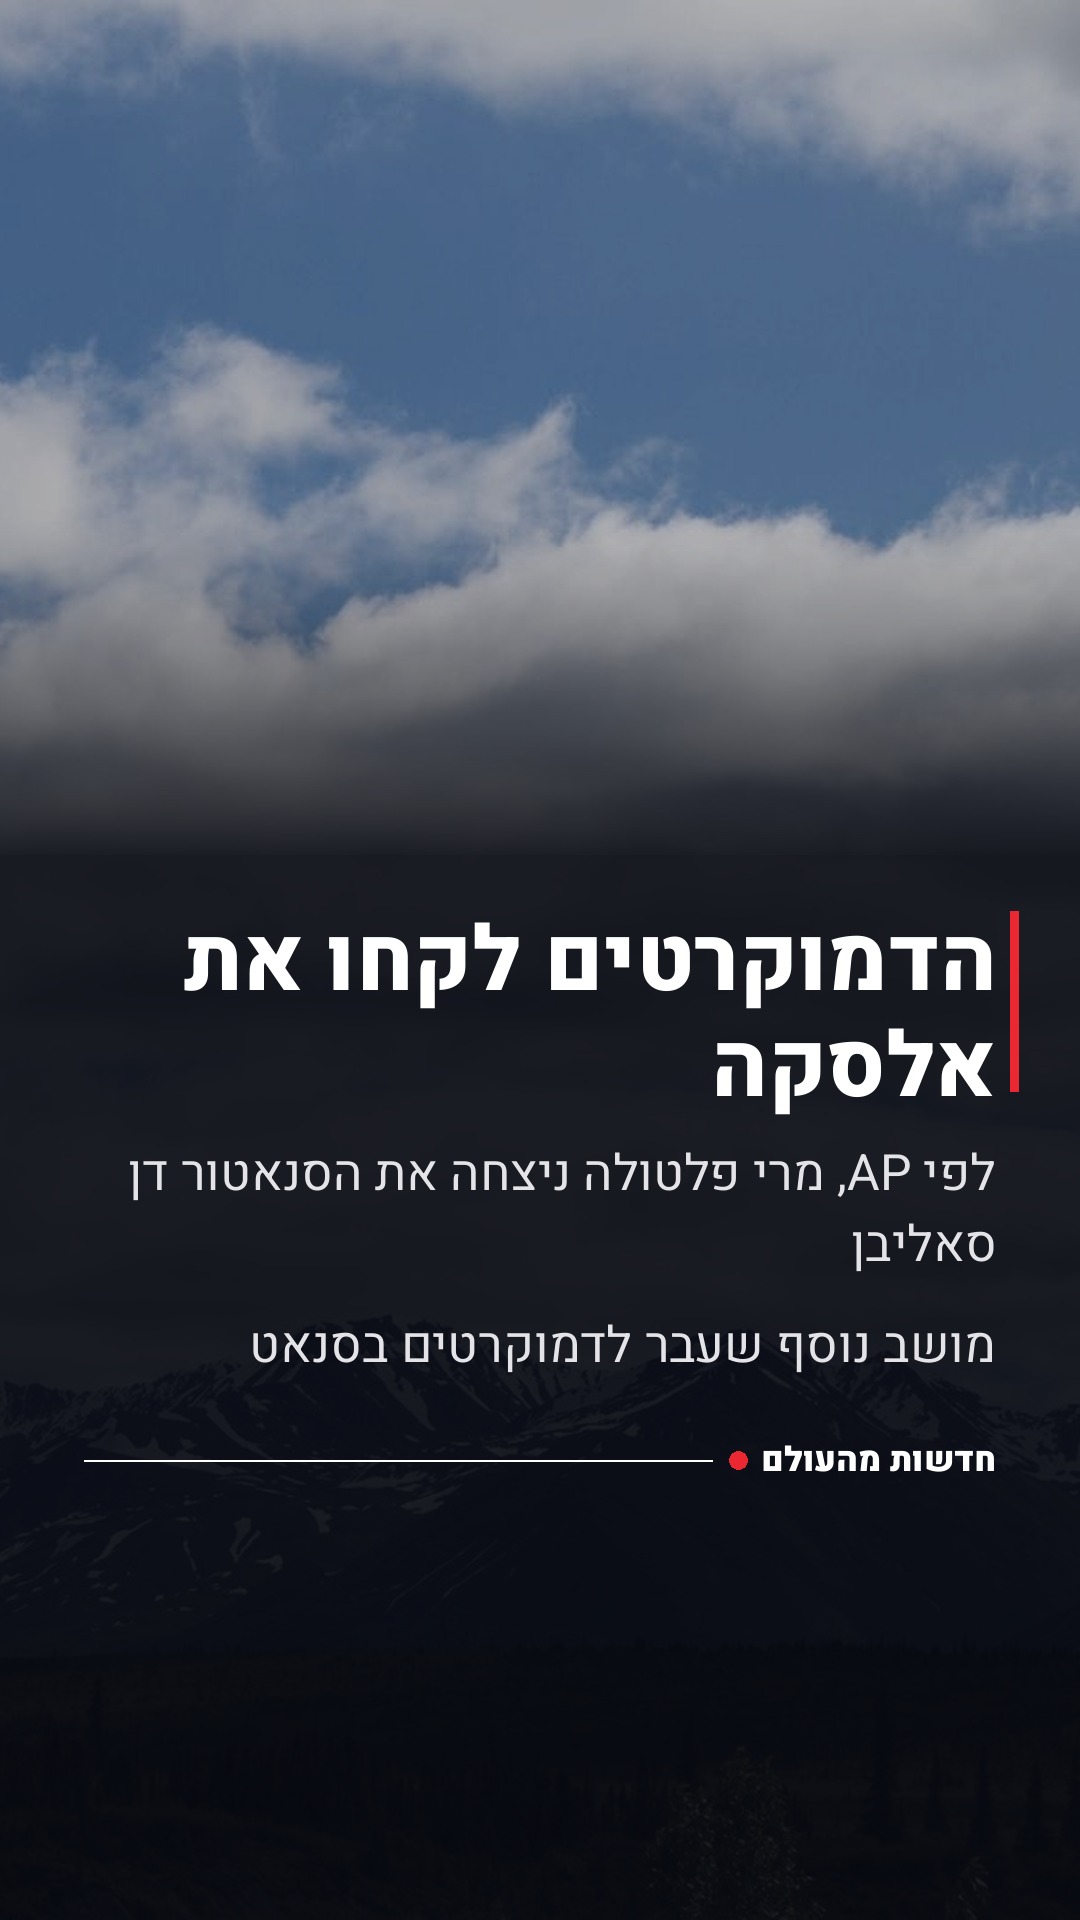 הדמוקרטים לקחו את
אלסקה
לפי AP, מרי פלטולה ניצחה את הסנאטור דן
סאליבן
מושב נוסף שעבר לדמוקרטים בסנאט
חדשות מהעולם